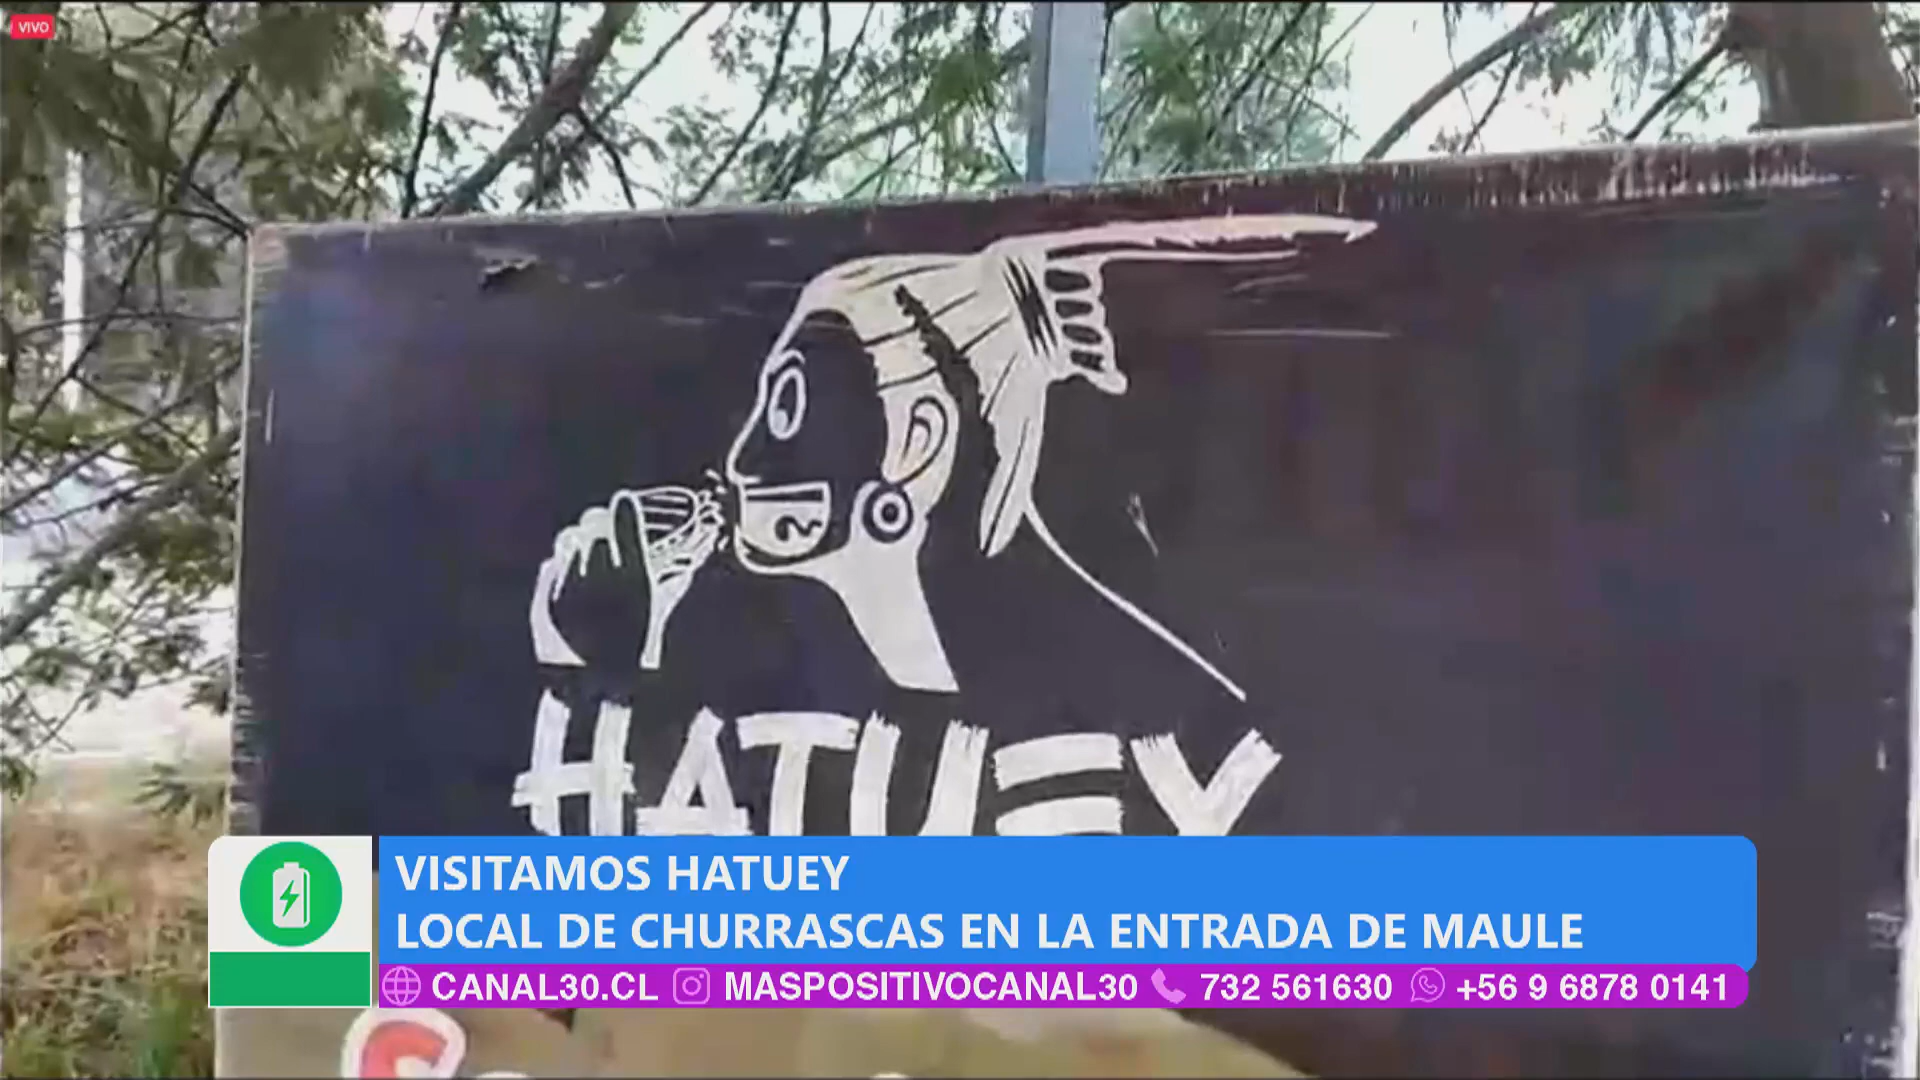 VIVO
HATUEY
VISITAMOS HATUEY
LOCAL DE CHURRASCAS EN LA ENTRADA DE MAULE
CANAL30.CL MASPOSITIVOCANAL30 732 561630 +56 9 6878 0141